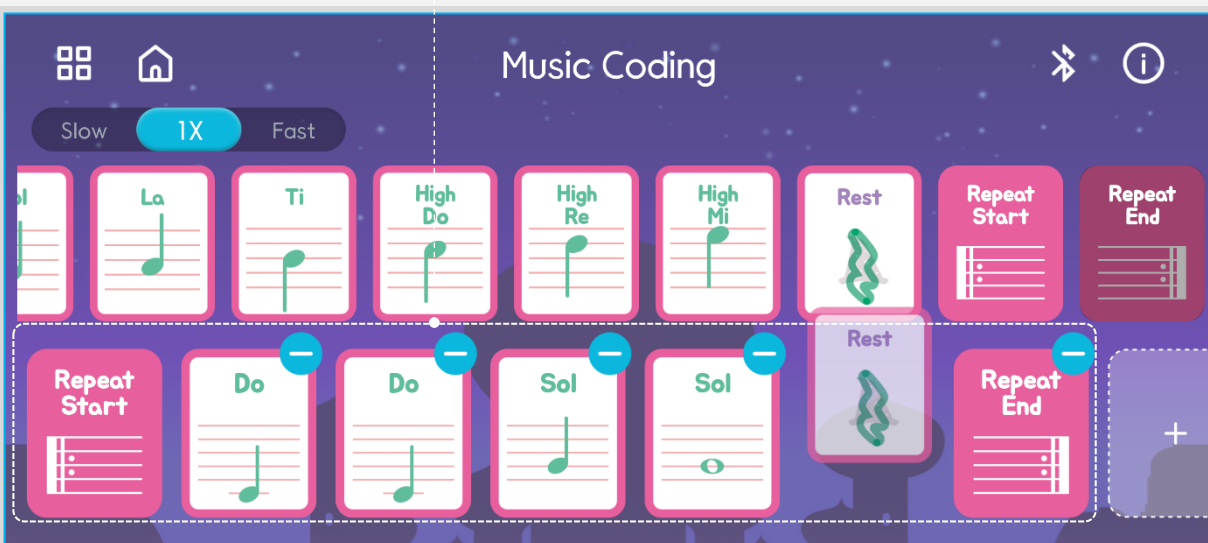 Music Coding
Slow 1X Fast
La
Ti
High
Do
High
Re
High
Mi
Rest
Repeat
Start
Repeat
End
Repeat
Start
Do
Do
Sol
Sol
Rest
Repeat
End